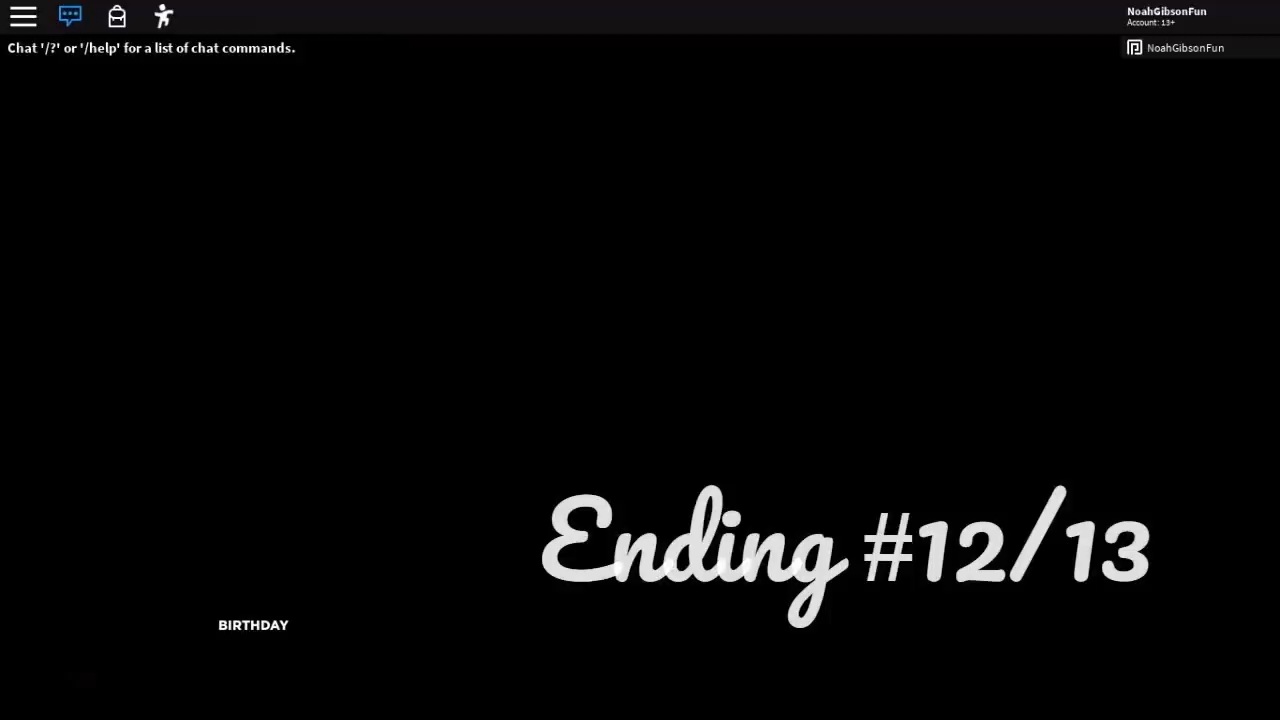 NoahGibsonFun
Account: 13+
Chat '/?' or '/help' for a list of chat commands.
NoahGibsonFun
Ending #12/13
BIRTHDAY